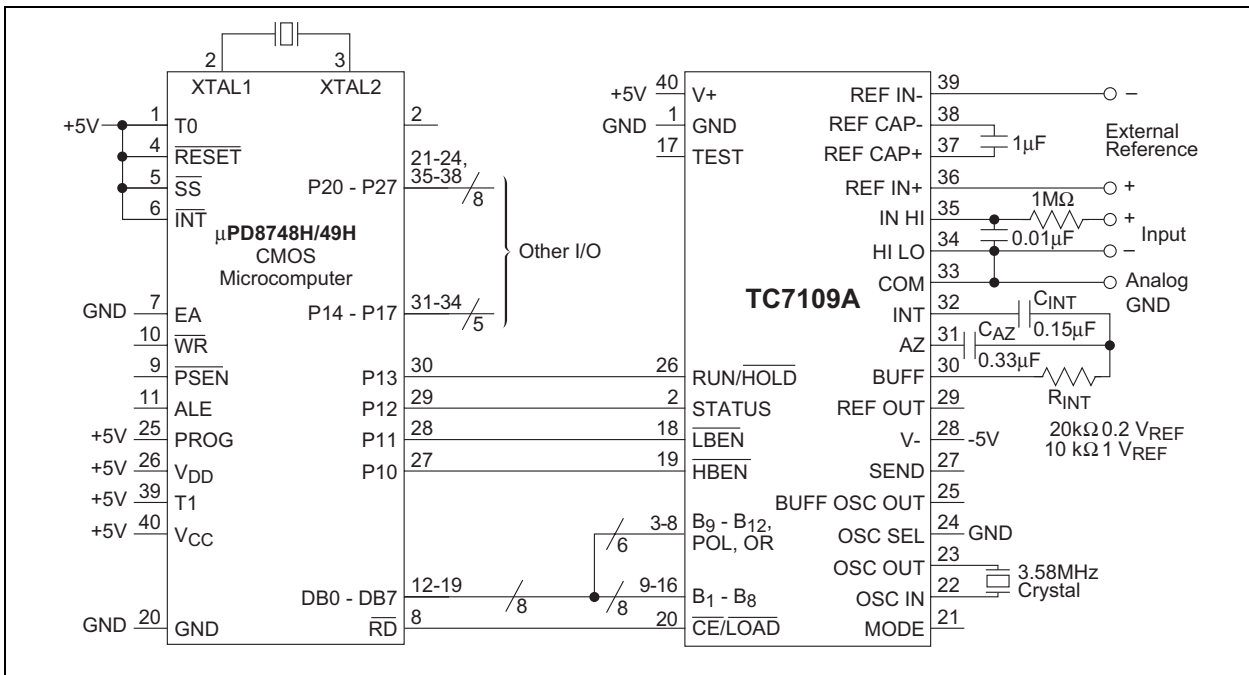 2
3
XTAL1
XTAL2
+5V
1
T0
2
4
RESET
21-24,
35-38
5
SS
P20 - P27
8
6
INT
µPD8748H/49H
CMOS
Microcomputer
Other I/O
GND
7
EA
P14 - P17
31-34
5
10
WR
9
PSEN
P13
30
11
ALE
P12
29
+5V
25
PROG
P11
28
+5V
26
VDD
P10
27
+5V
39
T1
+5V
40
VCC
DB0 - DB7
12-19
8
8
GND
20
GND
RD
8
+5V
40
V+
GND
1
GND
17
TEST
TC7109A
26
RUN/HOLD
2
STATUS
18
LBEN
19
HBEN
3-8
6
B9 - B12,
POL, OR
9-16
B1 - B8
20
CE/LOAD
REF IN-
39
–
REF CAP-
38
1µF
External
Reference
REF CAP+
37
REF IN+
36
+
IN HI
35
1MΩ
+
0.01µF
Input
HI LO
34
–
COM
33
Analog
GND
INT
32
CINT
0.15µF
AZ
31
CAZ
0.33µF
BUFF
30
RINT
REF OUT
29
20kΩ 0.2 VREF
10 kΩ 1 VREF
V-
28
-5V
SEND
27
BUFF OSC OUT
25
OSC SEL
24
GND
OSC OUT
23
3.58MHz
Crystal
OSC IN
22
MODE
21